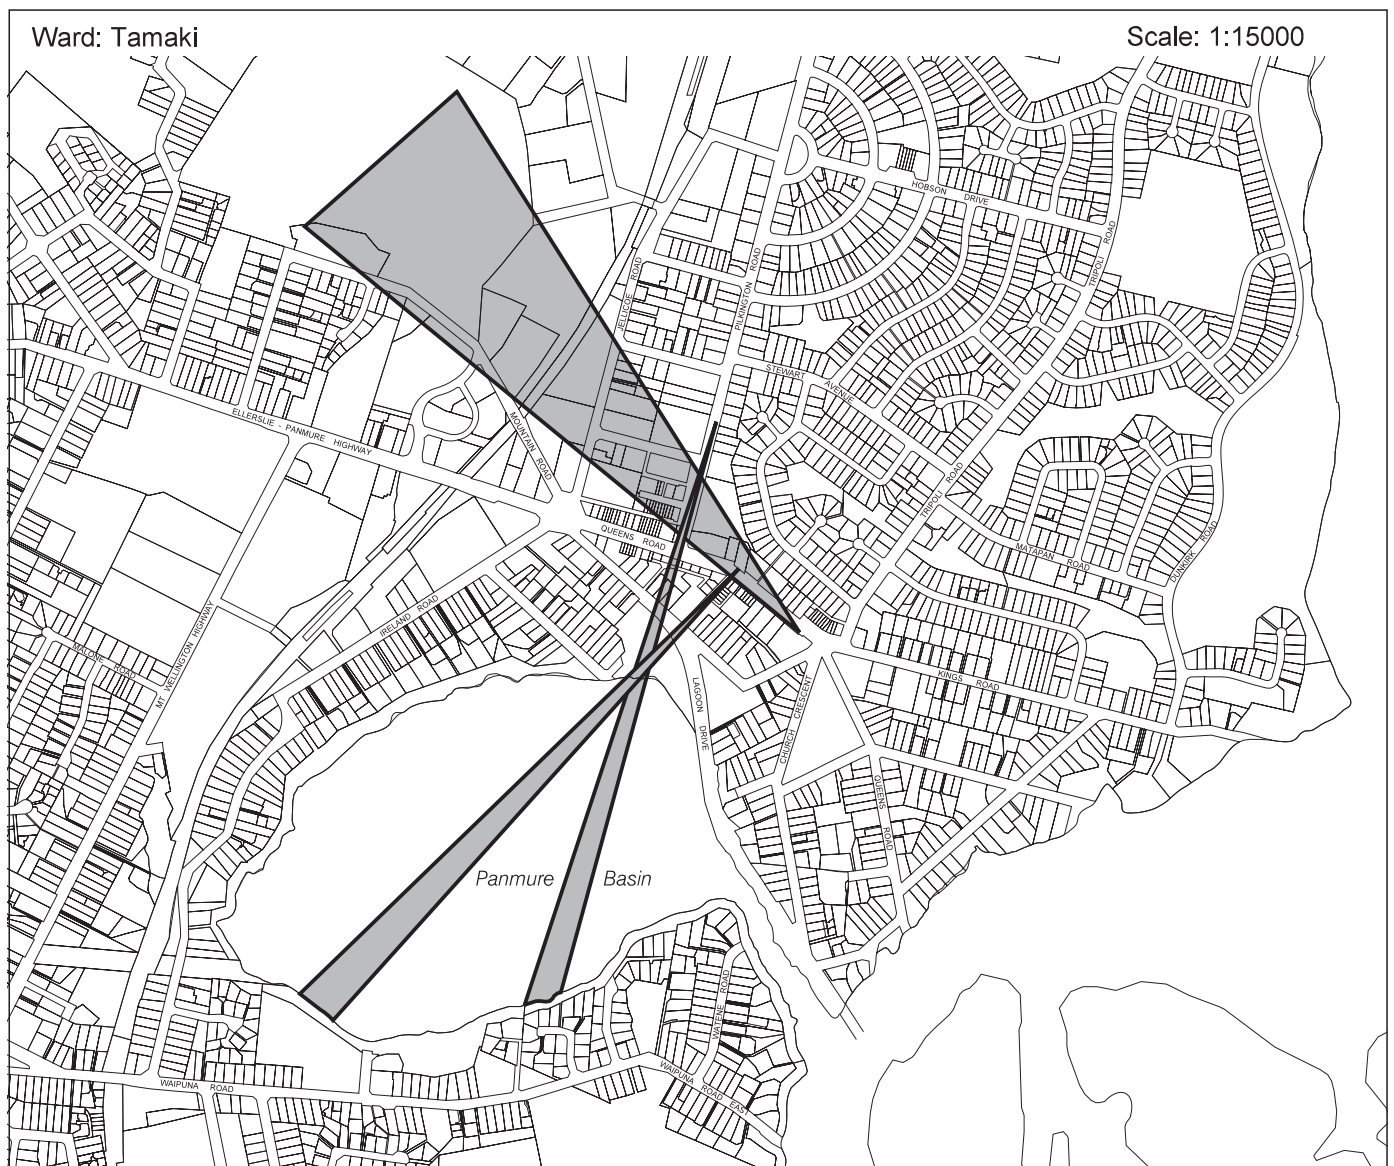 Ward: Tamaki
Scale: 1:15000
HOBSON DRIVE
TRIPOLI ROAD
JELLICOE ROAD
PILKINGTON ROAD
STEWART AVENUE
ELLERSLIE - PANMURE HIGHWAY
MOUNTAIN ROAD
TRIPOLI ROAD
QUEENS ROAD
MATAPAN ROAD
DUNKIRK ROAD
IRELAND ROAD
MALONE ROAD
MT WELLINGTON HIGHWAY
KINGS ROAD
LAGOON DRIVE
CHURCH CRESCENT
QUEENS ROAD
Panmure Basin
WATENE ROAD
WAIPUNA ROAD
WAIPUNA ROAD EAST